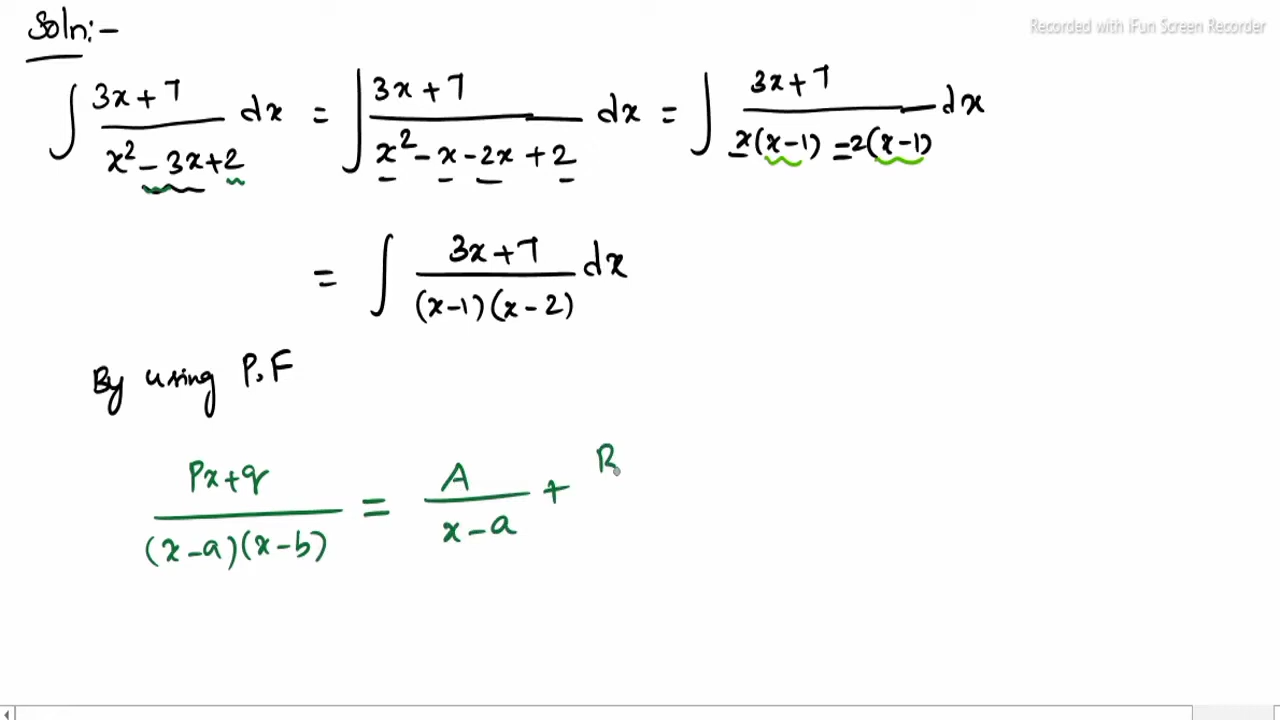 Soln:-
Recorded with iFun Screen Recorder
∫ (3x+7)/(x²-3x+2) dx = ∫ (3x+7)/(x²-x-2x+2) dx = ∫ (3x+7)/(x(x-1)-2(x-1)) dx
= ∫ (3x+7)/((x-1)(x-2)) dx
By using P.F
(Px+q)/((x-a)(x-b)) = A/(x-a) + B